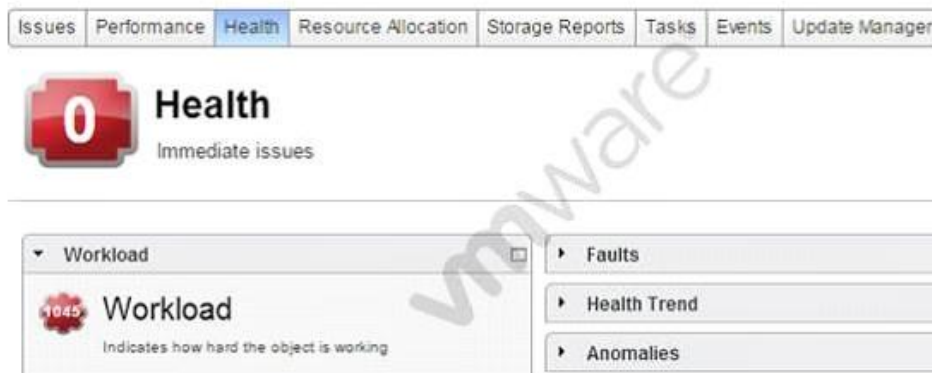 Issues Performance Health Resource Allocation Storage Reports Tasks Events Update Manager
0
Health
Immediate issues
vmware
Workload
Faults
1045
Workload
Health Trend
Indicates how hard the object is working
Anomalies